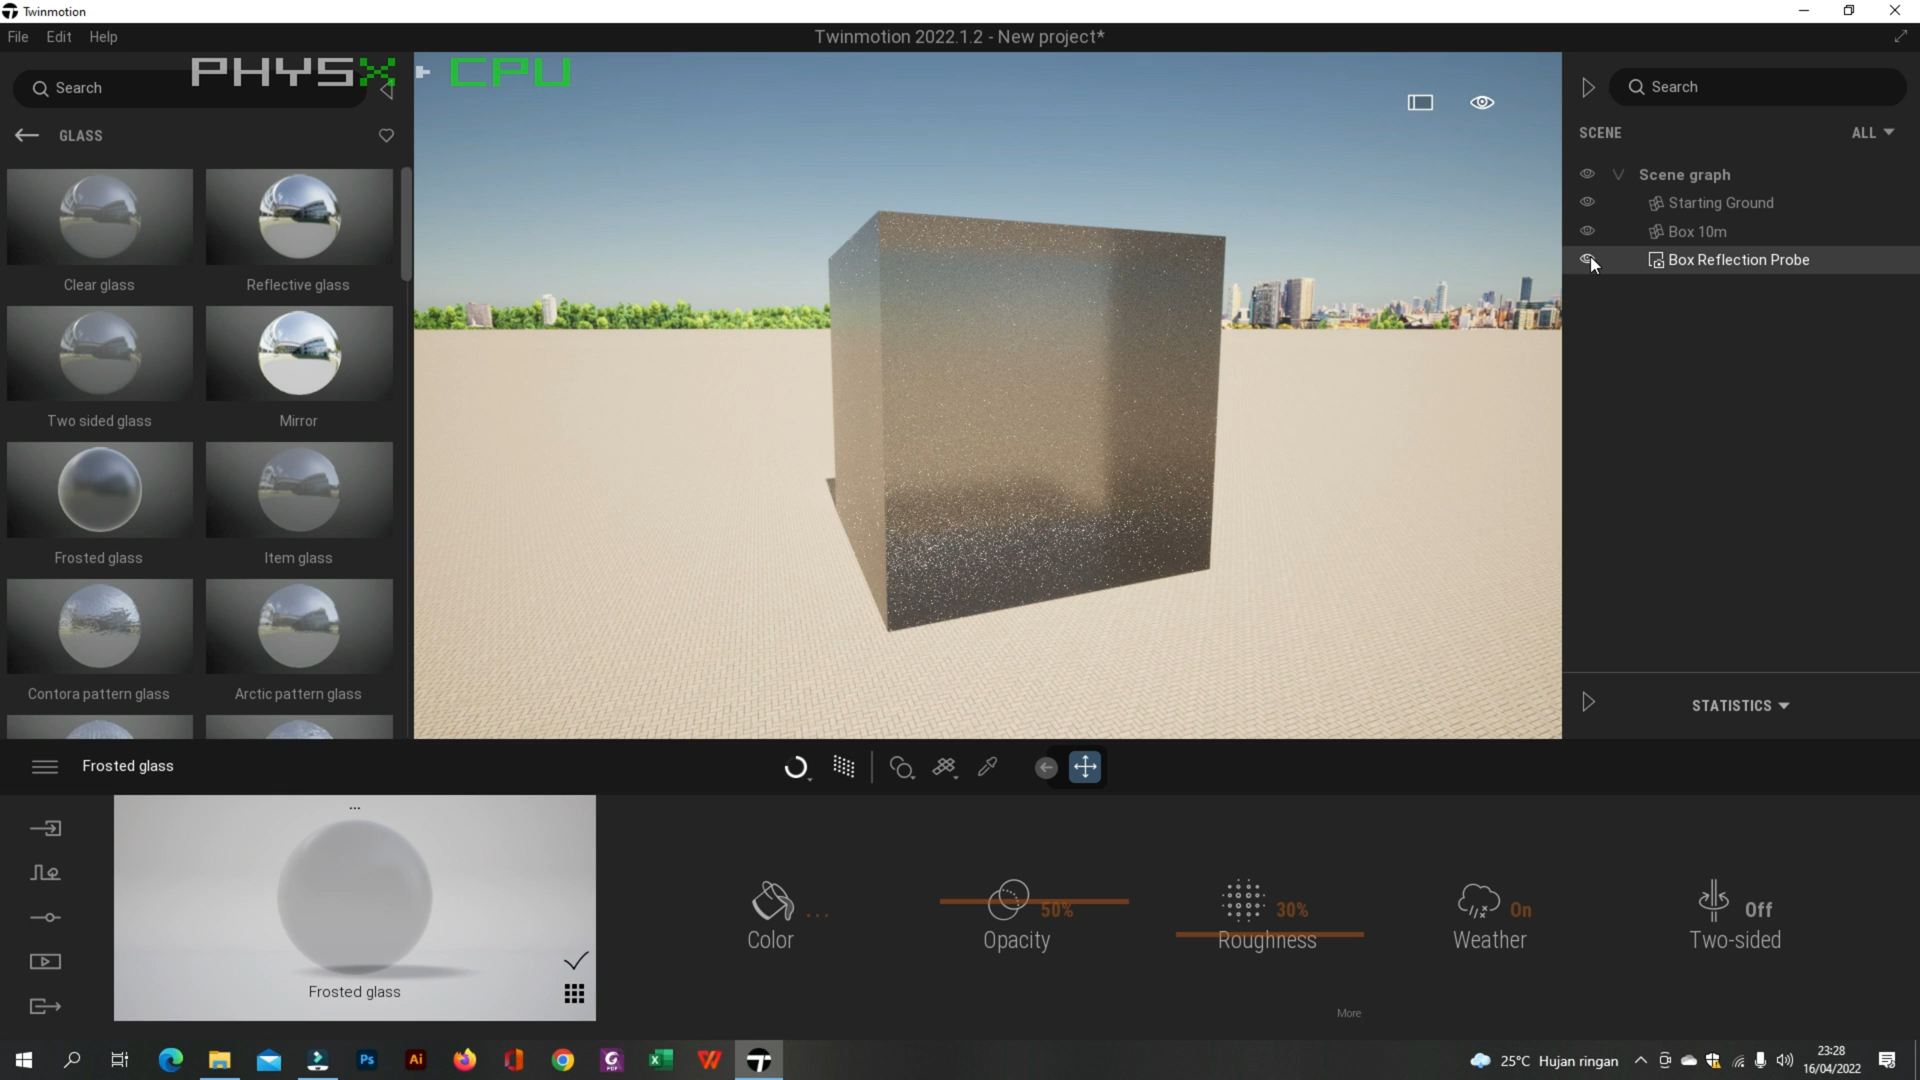 Twinmotion
File Edit Help
Twinmotion 2022.1.2 - New project*
PHYSX CPU
Search
GLASS
Clear glass
Reflective glass
Two sided glass
Mirror
Frosted glass
Item glass
Contora pattern glass
Arctic pattern glass
Search
SCENE
ALL
Scene graph
Starting Ground
Box 10m
Box Reflection Probe
STATISTICS
Frosted glass
...
Frosted glass
...
Color
50%
Opacity
30%
Roughness
On
Weather
Off
Two-sided
More
Ps
Ai
25°C Hujan ringan
23:28
16/04/2022